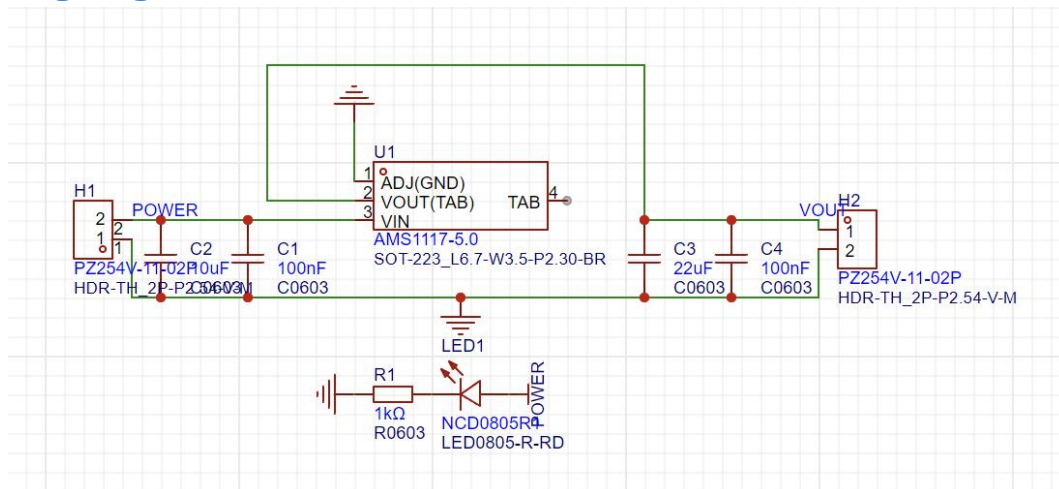 U1
1
ADJ(GND)
2
VOUT(TAB)
3
VIN
TAB
4
AMS1117-5.0
SOT-223_L6.7-W3.5-P2.30-BR
H1
2
1
2
1
POWER
PZ254V-11-02P
HDR-TH_2P-P2.54-V-M
C2
10uF
C0603
C1
100nF
C0603
C3
22uF
C0603
C4
100nF
C0603
VOUT
H2
1
2
PZ254V-11-02P
HDR-TH_2P-P2.54-V-M
LED1
R1
1kΩ
R0603
NCD0805R1
LED0805-R-RD
POWER